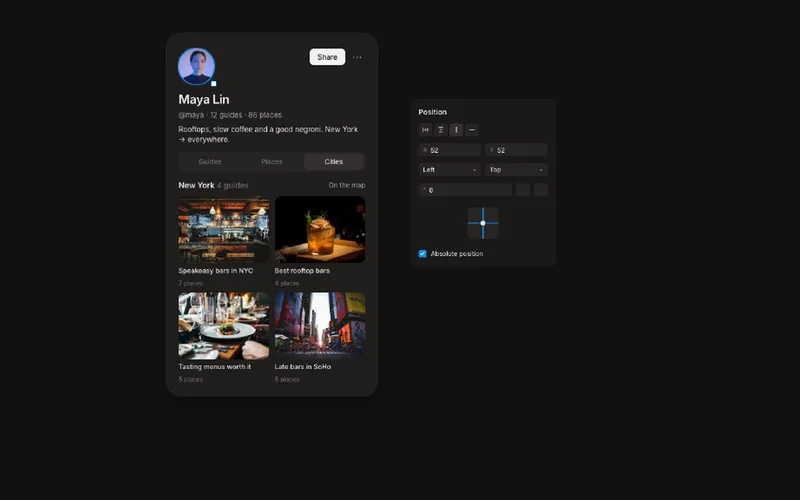 Share
Maya Lin
@maya · 12 guides · 86 places
Rooftops, slow coffee and a good negroni. New York
→ everywhere.
Guides Places Cities
New York 4 guides On the map
Speakeasy bars in NYC
7 places
Best rooftop bars
4 places
Tasting menus worth it
5 places
Late bars in SoHo
6 places
Position
X 52 Y 52
Left Top
° 0
Absolute position